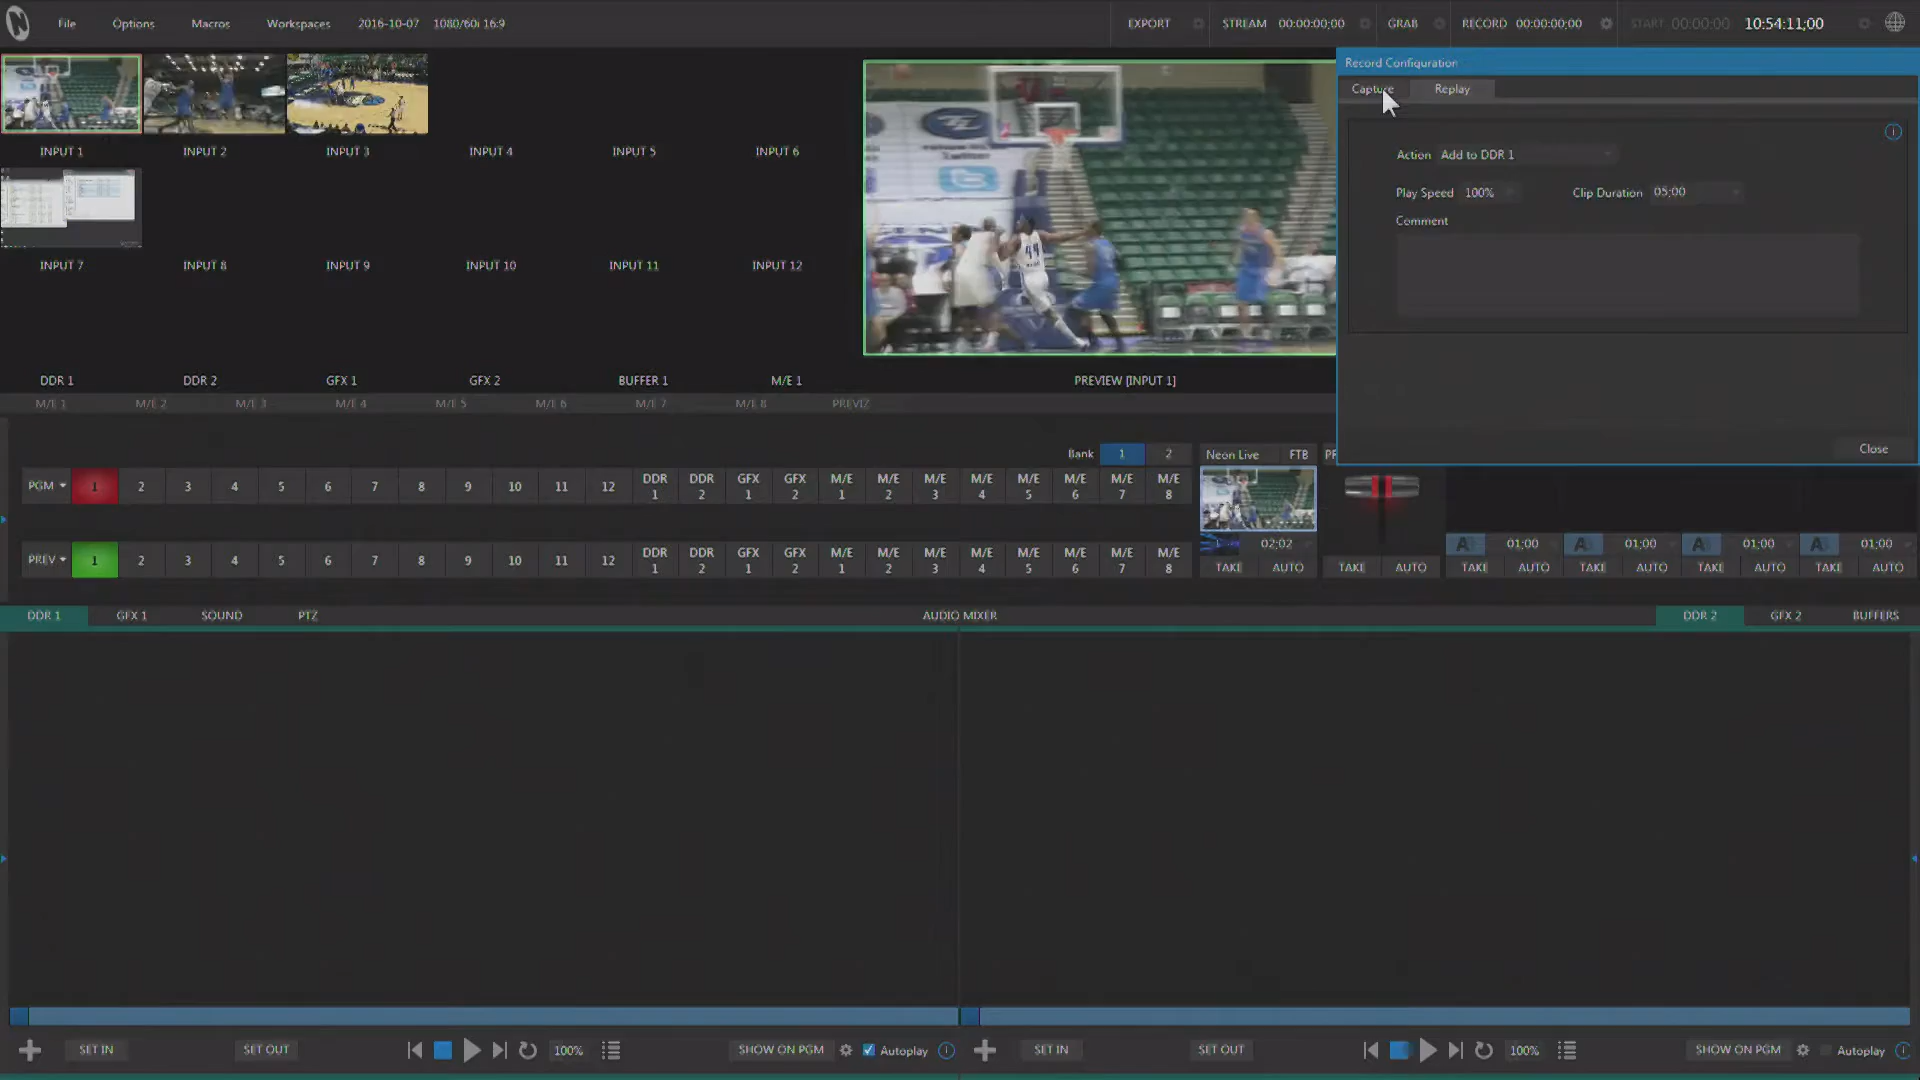 File Options Macros Workspaces 2016-10-07 1080/60i 16:9 EXPORT STREAM 00:00:00;00 GRAB RECORD 00:00:00;00 START 00:00:00 10:54:11;00
Record Configuration
Capture Replay
Action Add to DDR 1
Play Speed 100% Clip Duration 05;00
Comment
Close
INPUT 1 INPUT 2 INPUT 3 INPUT 4 INPUT 5 INPUT 6
INPUT 7 INPUT 8 INPUT 9 INPUT 10 INPUT 11 INPUT 12
44
DDR 1 DDR 2 GFX 1 GFX 2 BUFFER 1 M/E 1 PREVIEW [INPUT 1]
M/E 1 M/E 2 M/E 3 M/E 4 M/E 5 M/E 6 M/E 7 M/E 8 PREVIZ
Bank 1 2 Neon Live FTB
PGM 1 2 3 4 5 6 7 8 9 10 11 12 DDR 1 DDR 2 GFX 1 GFX 2 M/E 1 M/E 2 M/E 3 M/E 4 M/E 5 M/E 6 M/E 7 M/E 8
02:02 01:00 01:00 01:00 01:00
PREV 1 2 3 4 5 6 7 8 9 10 11 12 DDR 1 DDR 2 GFX 1 GFX 2 M/E 1 M/E 2 M/E 3 M/E 4 M/E 5 M/E 6 M/E 7 M/E 8
TAKE AUTO TAKE AUTO TAKE AUTO TAKE AUTO TAKE AUTO TAKE AUTO
DDR 1 GFX 1 SOUND PTZ AUDIO MIXER DDR 2 GFX 2 BUFFERS
SET IN SET OUT 100% SHOW ON PGM Autoplay SET IN SET OUT 100% SHOW ON PGM Autoplay